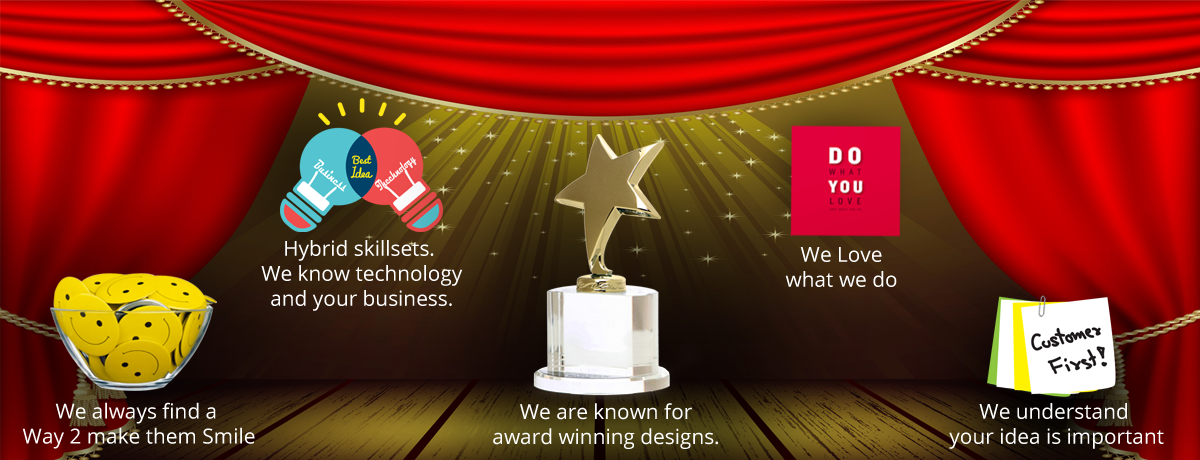 Business
Best
Idea
Technology
Hybrid skillsets.
We know technology
and your business.
DO
WHAT
YOU
LOVE
We Love
what we do
We always find a
Way 2 make them Smile
We are known for
award winning designs.
Customer
First!
We understand
your idea is important